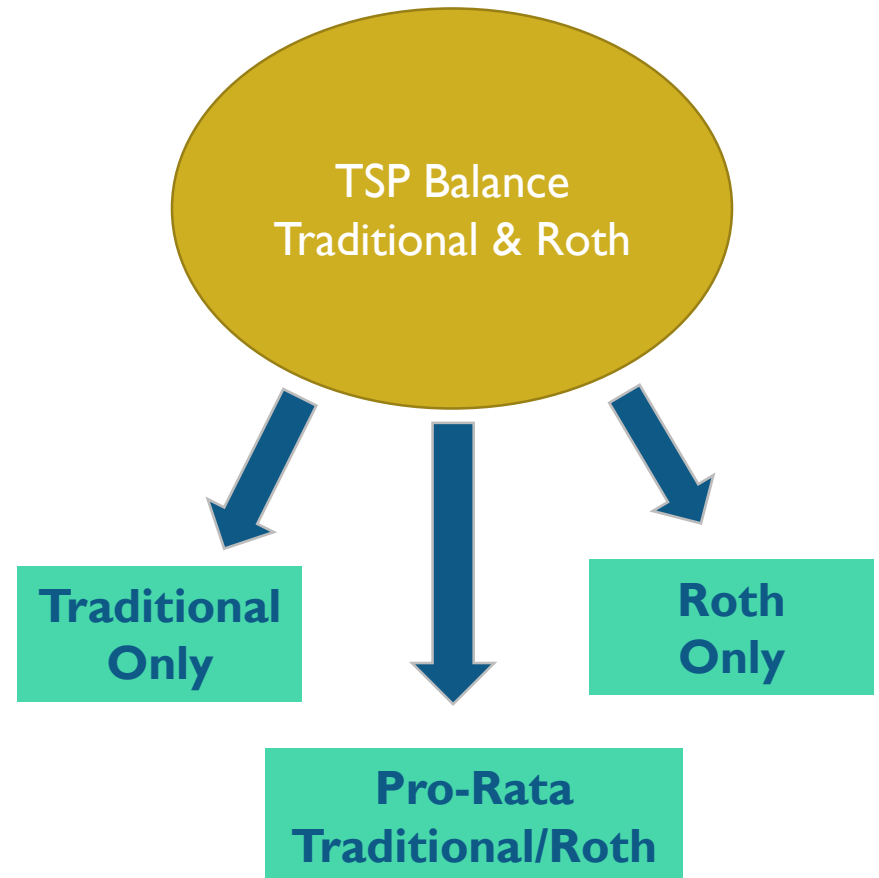 TSP Balance
Traditional & Roth
Traditional
Only
Roth
Only
Pro-Rata
Traditional/Roth